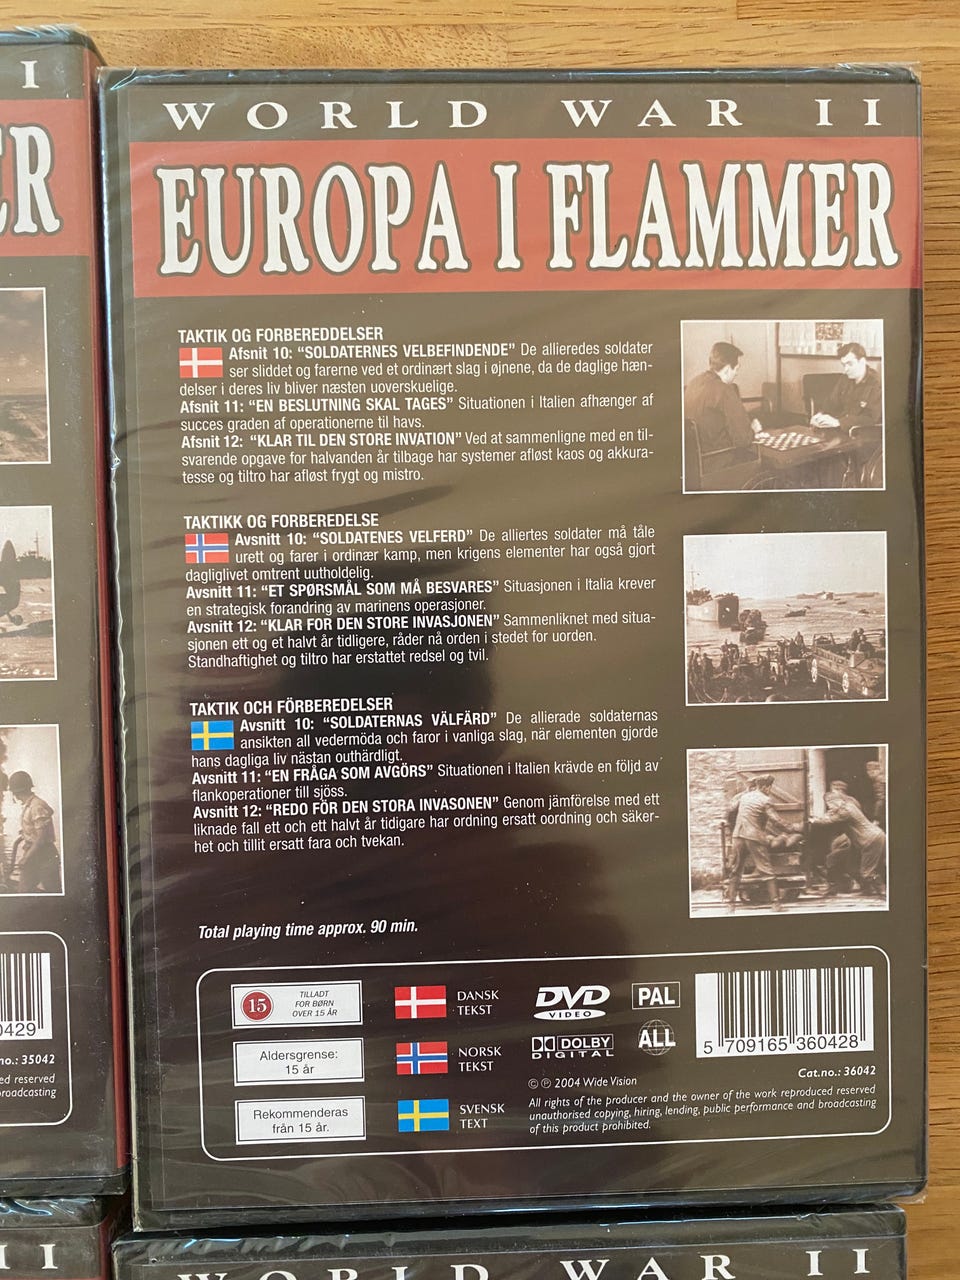 I
ER
0429
no.: 35042
ed reserved
broadcasting
I I
WORLD WAR II
EUROPA I FLAMMER
TAKTIK OG FORBEREDDELSER
Afsnit 10: “SOLDATERNES VELBEFINDENDE” De allieredes soldater
ser sliddet og farerne ved et ordinært slag i øjnene, da de daglige hæn-
delser i deres liv bliver næsten uoverskuelige.
Afsnit 11: “EN BESLUTNING SKAL TAGES” Situationen i Italien afhænger af
succes graden af operationerne til havs.
Afsnit 12: “KLAR TIL DEN STORE INVATION” Ved at sammenligne med en til-
svarende opgave for halvanden år tilbage har systemer afløst kaos og akkura-
tesse og tiltro har afløst frygt og mistro.
TAKTIKK OG FORBEREDELSE
Avsnitt 10: “SOLDATENES VELFERD” De alliertes soldater må tåle
urett og farer i ordinær kamp, men krigens elementer har også gjort
dagliglivet omtrent uutholdelig.
Avsnitt 11: “ET SPØRSMÅL SOM MÅ BESVARES” Situasjonen i Italia krever
en strategisk forandring av marinens operasjoner.
Avsnitt 12: “KLAR FOR DEN STORE INVASJONEN” Sammenliknet med situa-
sjonen ett og et halvt år tidligere, råder nå orden i stedet for uorden.
Standhaftighet og tiltro har erstattet redsel og tvil.
TAKTIK OCH FÖRBEREDELSER
Avsnitt 10: “SOLDATERNAS VÄLFÄRD” De allierade soldaternas
ansikten all vedermöda och faror i vanliga slag, när elementen gjorde
hans dagliga liv nästan outhärdligt.
Avsnitt 11: “EN FRÅGA SOM AVGÖRS” Situationen i Italien krävde en följd av
flankoperationer till sjöss.
Avsnitt 12: “REDO FÖR DEN STORA INVASONEN” Genom jämförelse med ett
liknade fall ett och ett halvt år tidigare har ordning ersatt oordning och säker-
het och tillit ersatt fara och tvekan.
Total playing time approx. 90 min.
15
TILLADT
FOR BØRN
OVER 15 ÅR
Aldersgrense:
15 år
Rekommenderas
från 15 år.
DANSK
TEKST
NORSK
TEKST
SVENSK
TEXT
DVD
VIDEO
PAL
DOLBY
DIGITAL
ALL
© ℗ 2004 Wide Vision
5 709165 360428
Cat.no.: 36042
All rights of the producer and the owner of the work reproduced reserved
unauthorised copying, hiring, lending, public performance and broadcasting
of this product prohibited.
WORLD WAR II